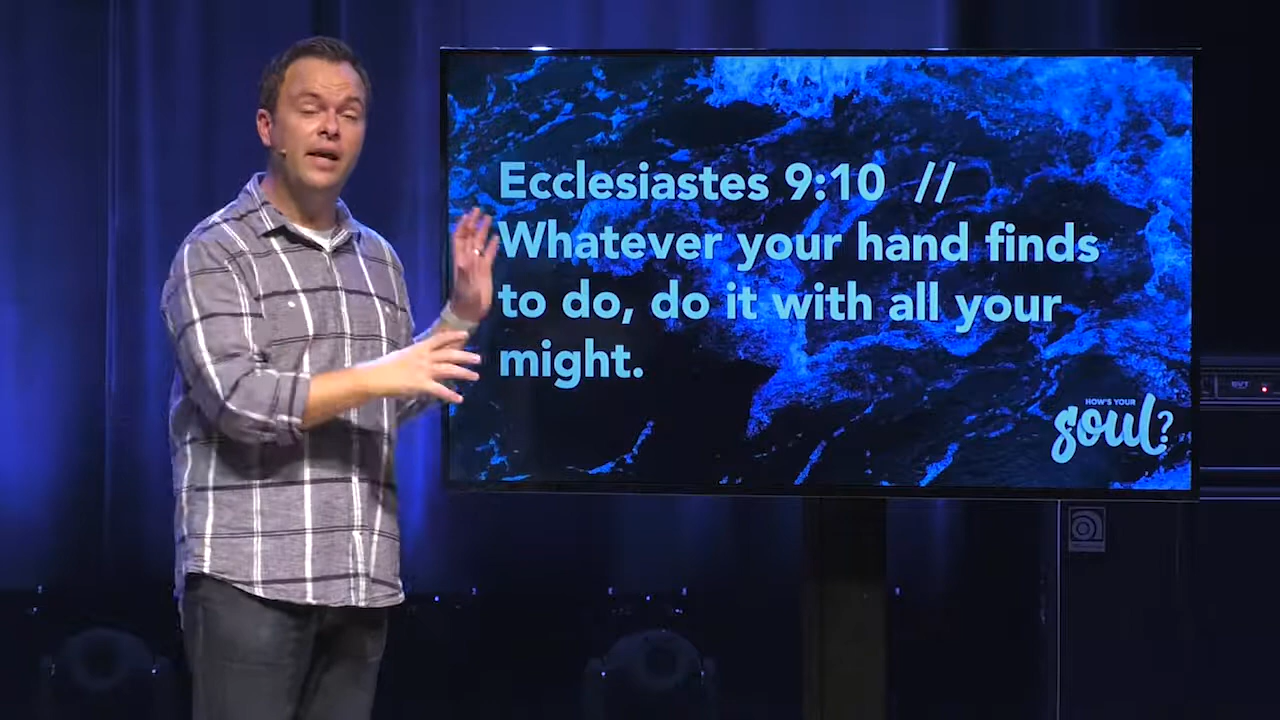 Ecclesiastes 9:10 //
Whatever your hand finds
to do, do it with all your
might.
HOW'S YOUR
soul?